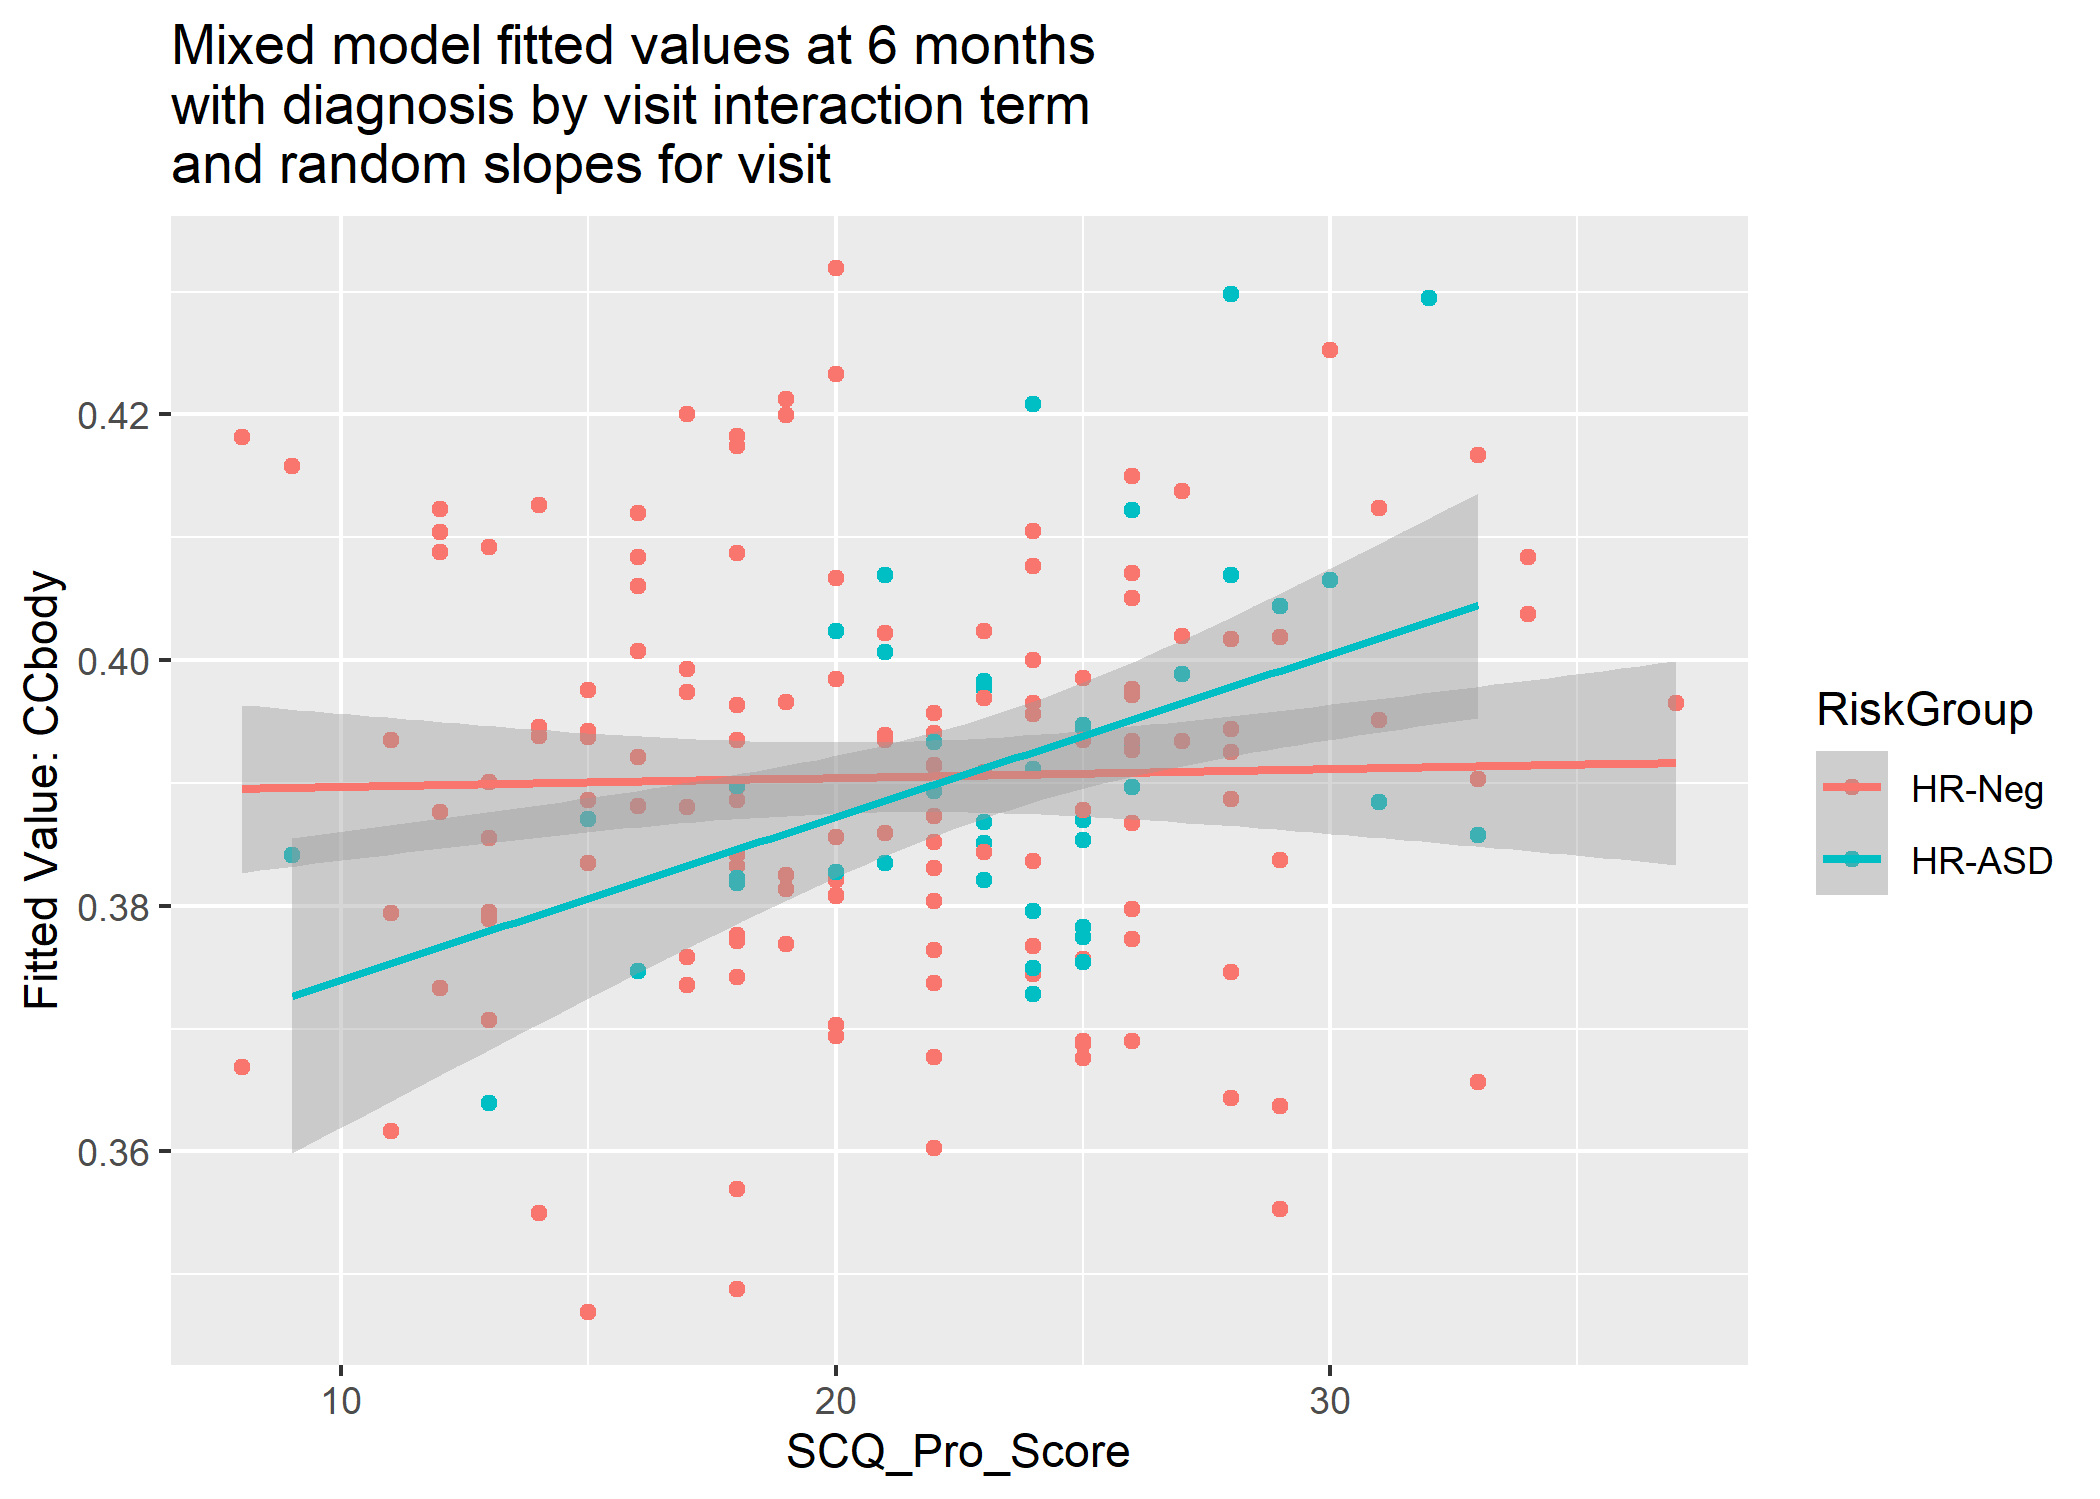 Mixed model fitted values at 6 months
with diagnosis by visit interaction term
and random slopes for visit
Fitted Value: CCbody
0.42
0.40
0.38
0.36
10
20
30
SCQ_Pro_Score
RiskGroup
HR-Neg
HR-ASD